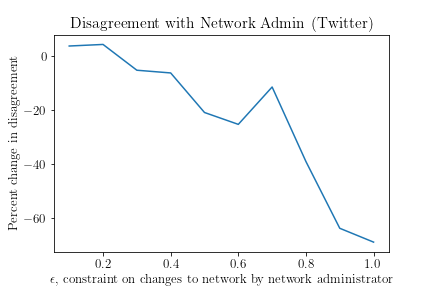 Disagreement with Network Admin (Twitter)
Percent change in disagreement
0
−20
−40
−60
0.2 0.4 0.6 0.8 1.0
ϵ, constraint on changes to network by network administrator